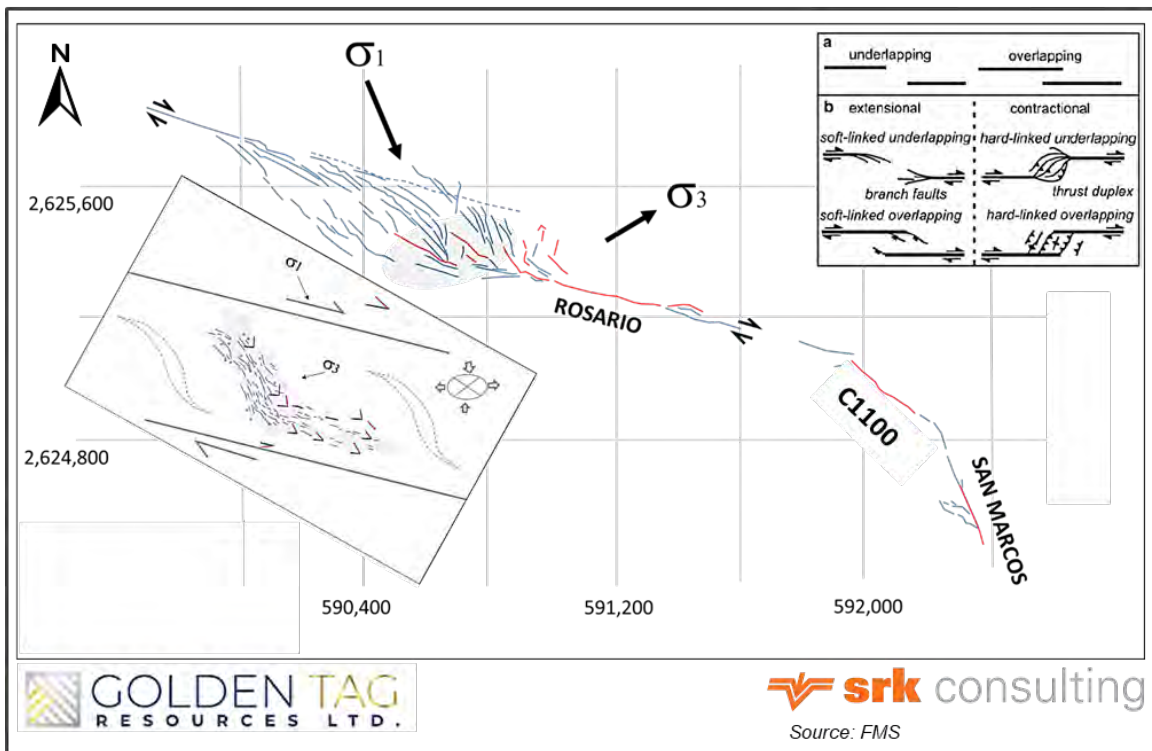 N
σ1
a
underlapping overlapping
b
extensional contractional
soft-linked underlapping hard-linked underlapping
branch faults thrust duplex
soft-linked overlapping hard-linked overlapping
2,625,600
σ3
σ1
ROSARIO
σ3
C1100
2,624,800
SAN MARCOS
590,400 591,200 592,000
GOLDEN TAG
RESOURCES LTD.
srk consulting
Source: FMS